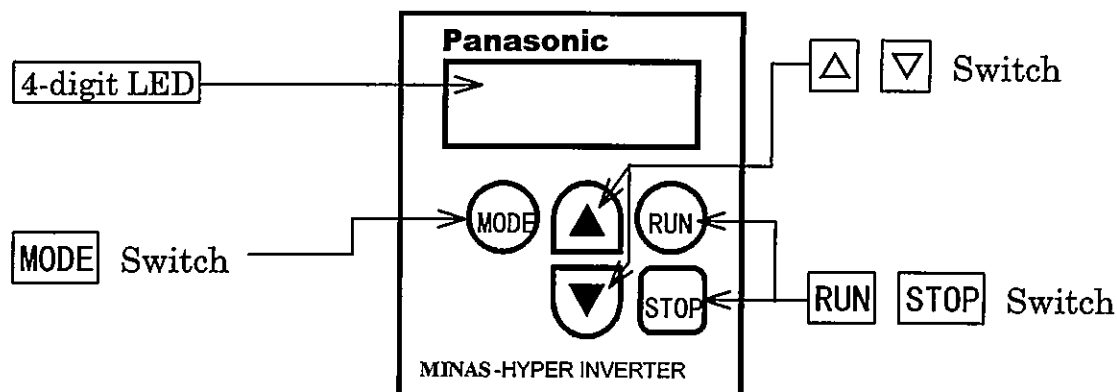 Panasonic
4-digit LED
△ ▽ Switch
MODE ▲ RUN
MODE Switch
▼ STOP
RUN STOP Switch
MINAS-HYPER INVERTER